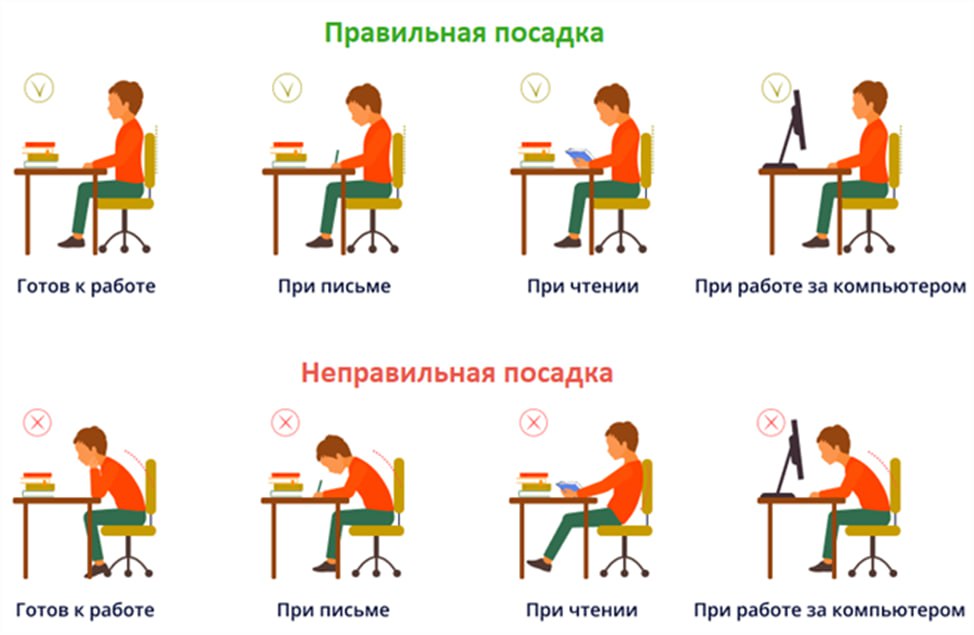 Правильная посадка
Готов к работе
При письме
При чтении
При работе за компьютером
Неправильная посадка
Готов к работе
При письме
При чтении
При работе за компьютером